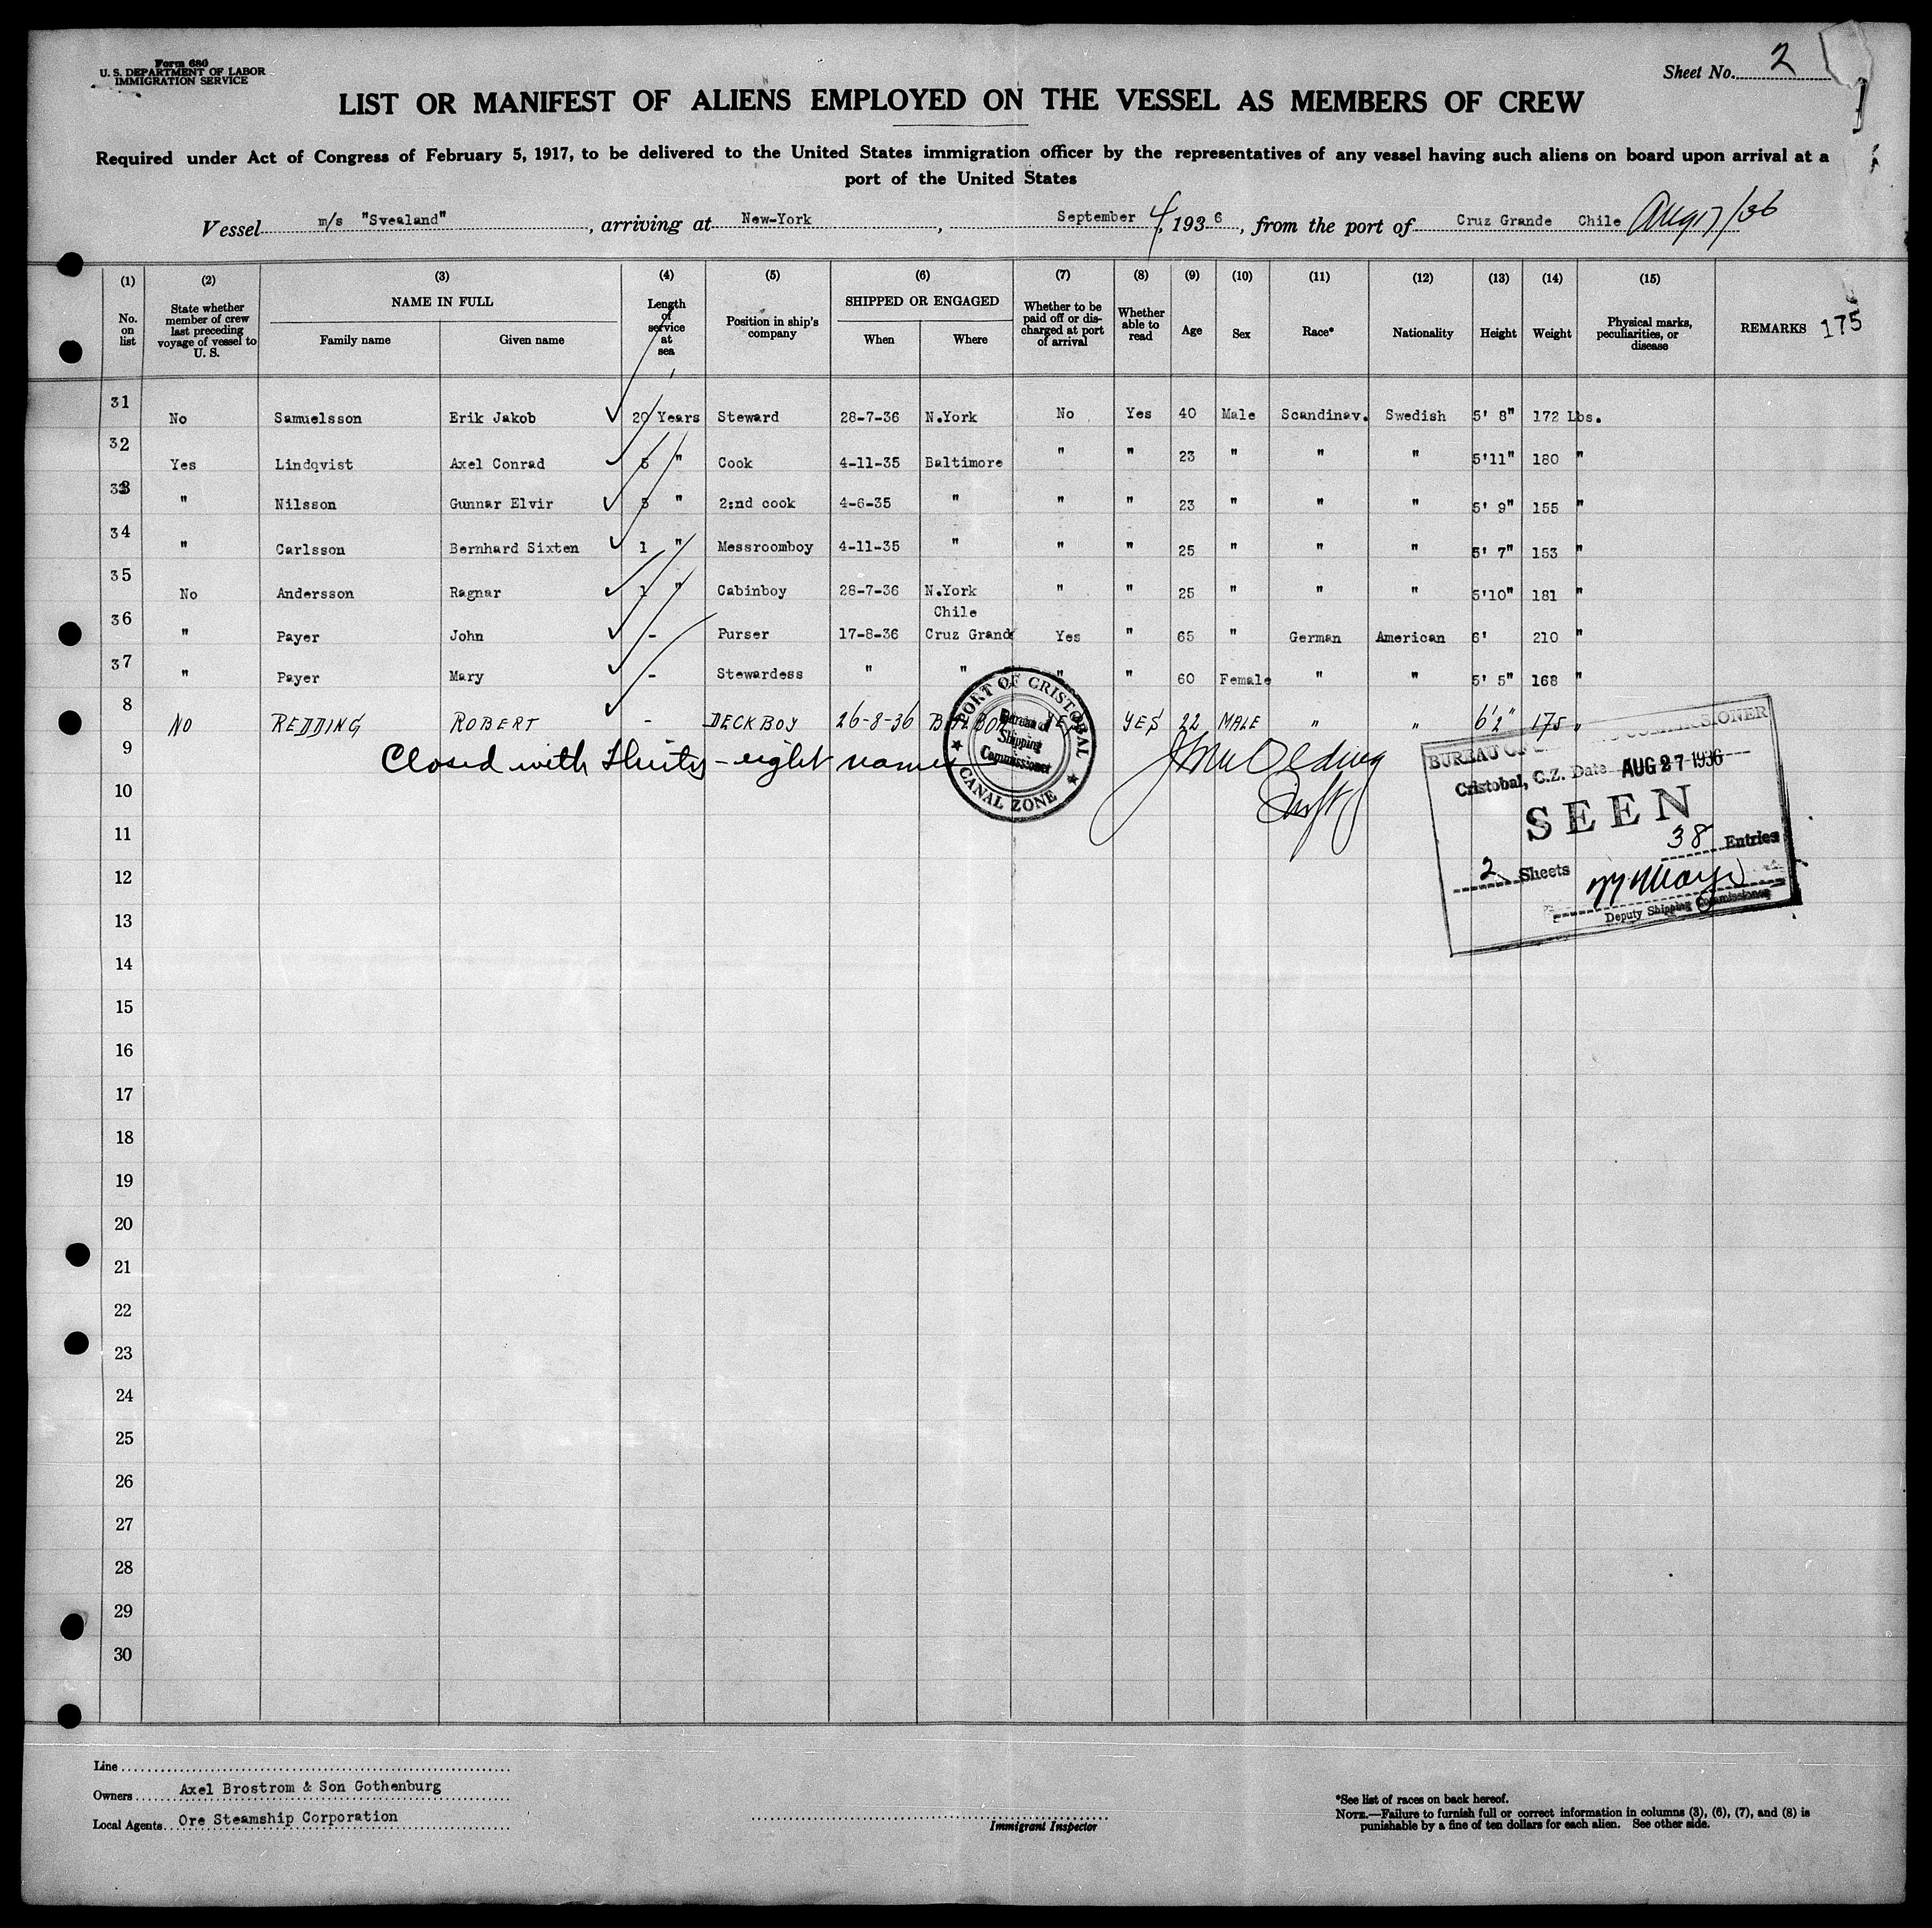 Form 680
U. S. DEPARTMENT OF LABOR
IMMIGRATION SERVICE
Sheet No. 2
LIST OR MANIFEST OF ALIENS EMPLOYED ON THE VESSEL AS MEMBERS OF CREW
Required under Act of Congress of February 5, 1917, to be delivered to the United States immigration officer by the representatives of any vessel having such aliens on board upon arrival at a
port of the United States
Vessel m/s "Svealand", arriving at New-York, September 4, 1936, from the port of Cruz Grande Chile Aug 17/36
(1) (2) (3) (4) (5) (6) (7) (8) (9) (10) (11) (12) (13) (14) (15)
No. on list
State whether member of crew last preceding voyage of vessel to U. S.
NAME IN FULL
Family name Given name
Length of service at sea
Position in ship's company
SHIPPED OR ENGAGED
When Where
Whether to be paid off or discharged at port of arrival
Whether able to read
Age
Sex
Race*
Nationality
Height
Weight
Physical marks, peculiarities, or disease
REMARKS 175
31 No Samuelsson Erik Jakob 20 Years Steward 28-7-36 N.York No Yes 40 Male Scandinav. Swedish 5' 8" 172 Lbs.
32 Yes Lindqvist Axel Conrad 5 " Cook 4-11-35 Baltimore " " 23 " " " 5'11" 180 "
33 " Nilsson Gunnar Elvir 5 " 2:nd cook 4-6-35 " " " 23 " " " 5' 9" 155 "
34 " Carlsson Bernhard Sixten 1 " Messroomboy 4-11-35 " " " 25 " " " 5' 7" 153 "
35 No Andersson Ragnar 1 " Cabinboy 28-7-36 N.York " " 25 " " " 5'10" 181 "
Chile
36 " Payer John - Purser 17-8-36 Cruz Grand Yes " 65 " German American 6' 210 "
37 " Payer Mary - Stewardess " " " " 60 Female " " 5' 5" 168 "
8 NO REDDING ROBERT - DECKBOY 26-8-36 YES YES 22 MALE " " 6'2" 175 "
9 Closed with Thirty-eight names
PORT OF CRISTOBAL
Bureau of
Shipping
Commissioner
CANAL ZONE
BUREAU OF COMMISSIONER
Cristobal, C.Z. Date AUG 27 1936
SEEN
38 Entries
2 Sheets
Deputy Shipping Commissioner
10
11
12
13
14
15
16
17
18
19
20
21
22
23
24
25
26
27
28
29
30
Line
Owners Axel Brostrom & Son Gothenburg
Local Agents Ore Steamship Corporation
Immigrant Inspector
*See list of races on back hereof.
NOTE.—Failure to furnish full or correct information in columns (3), (6), (7), and (8) is
punishable by a fine of ten dollars for each alien. See other side.